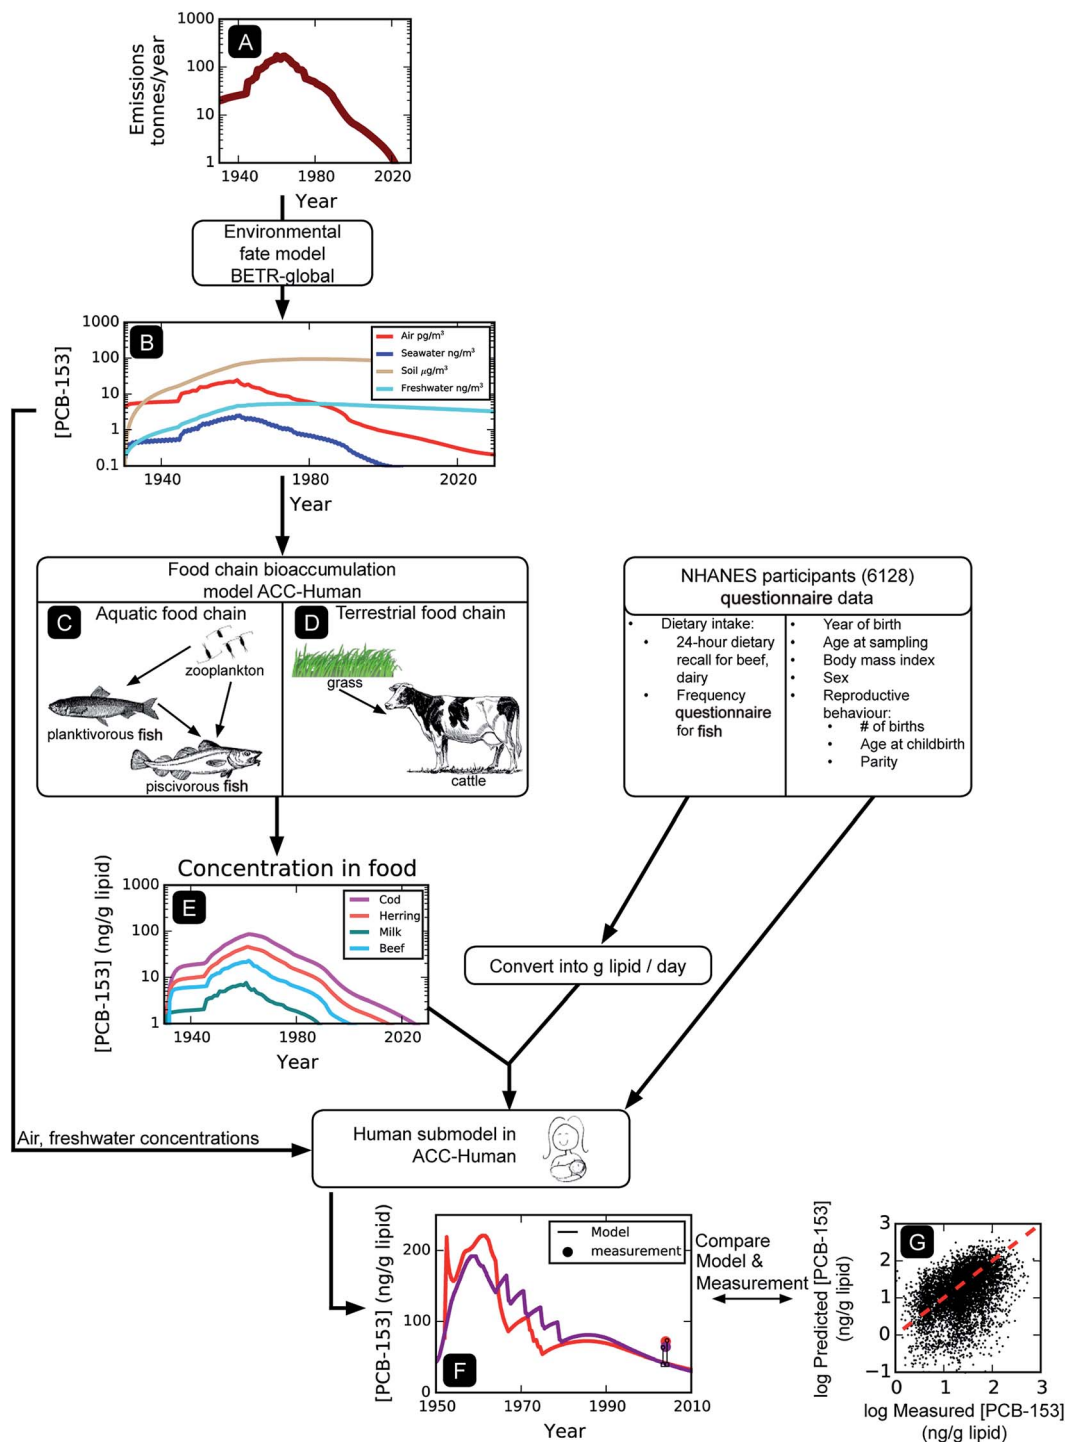 A
Emissions
tonnes/year
1000
100
10
1
1940
1980
2020
Year
Environmental
fate model
BETR-global
B
[PCB-153]
1000
100
10
1
0.1
Air pg/m³
Seawater ng/m³
Soil μg/m³
Freshwater ng/m³
1940
1980
2020
Year
Food chain bioaccumulation
model ACC-Human
C
Aquatic food chain
zooplankton
planktivorous fish
piscivorous fish
D
Terrestrial food chain
grass
cattle
NHANES participants (6128)
questionnaire data
• Dietary intake:
• 24-hour dietary
recall for beef,
dairy
• Frequency
questionnaire
for fish
• Year of birth
• Age at sampling
• Body mass index
• Sex
• Reproductive
behaviour:
• # of births
• Age at childbirth
• Parity
Concentration in food
E
[PCB-153] (ng/g lipid)
1000
100
10
1
Cod
Herring
Milk
Beef
1940
1980
2020
Year
Convert into g lipid / day
Air, freshwater concentrations
Human submodel in
ACC-Human
F
[PCB-153] (ng/g lipid)
200
100
0
Model
measurement
1950
1970
1990
2010
Year
Compare
Model &
Measurement
G
log Predicted [PCB-153]
(ng/g lipid)
3
2
1
0
−1
0
1
2
3
log Measured [PCB-153]
(ng/g lipid)